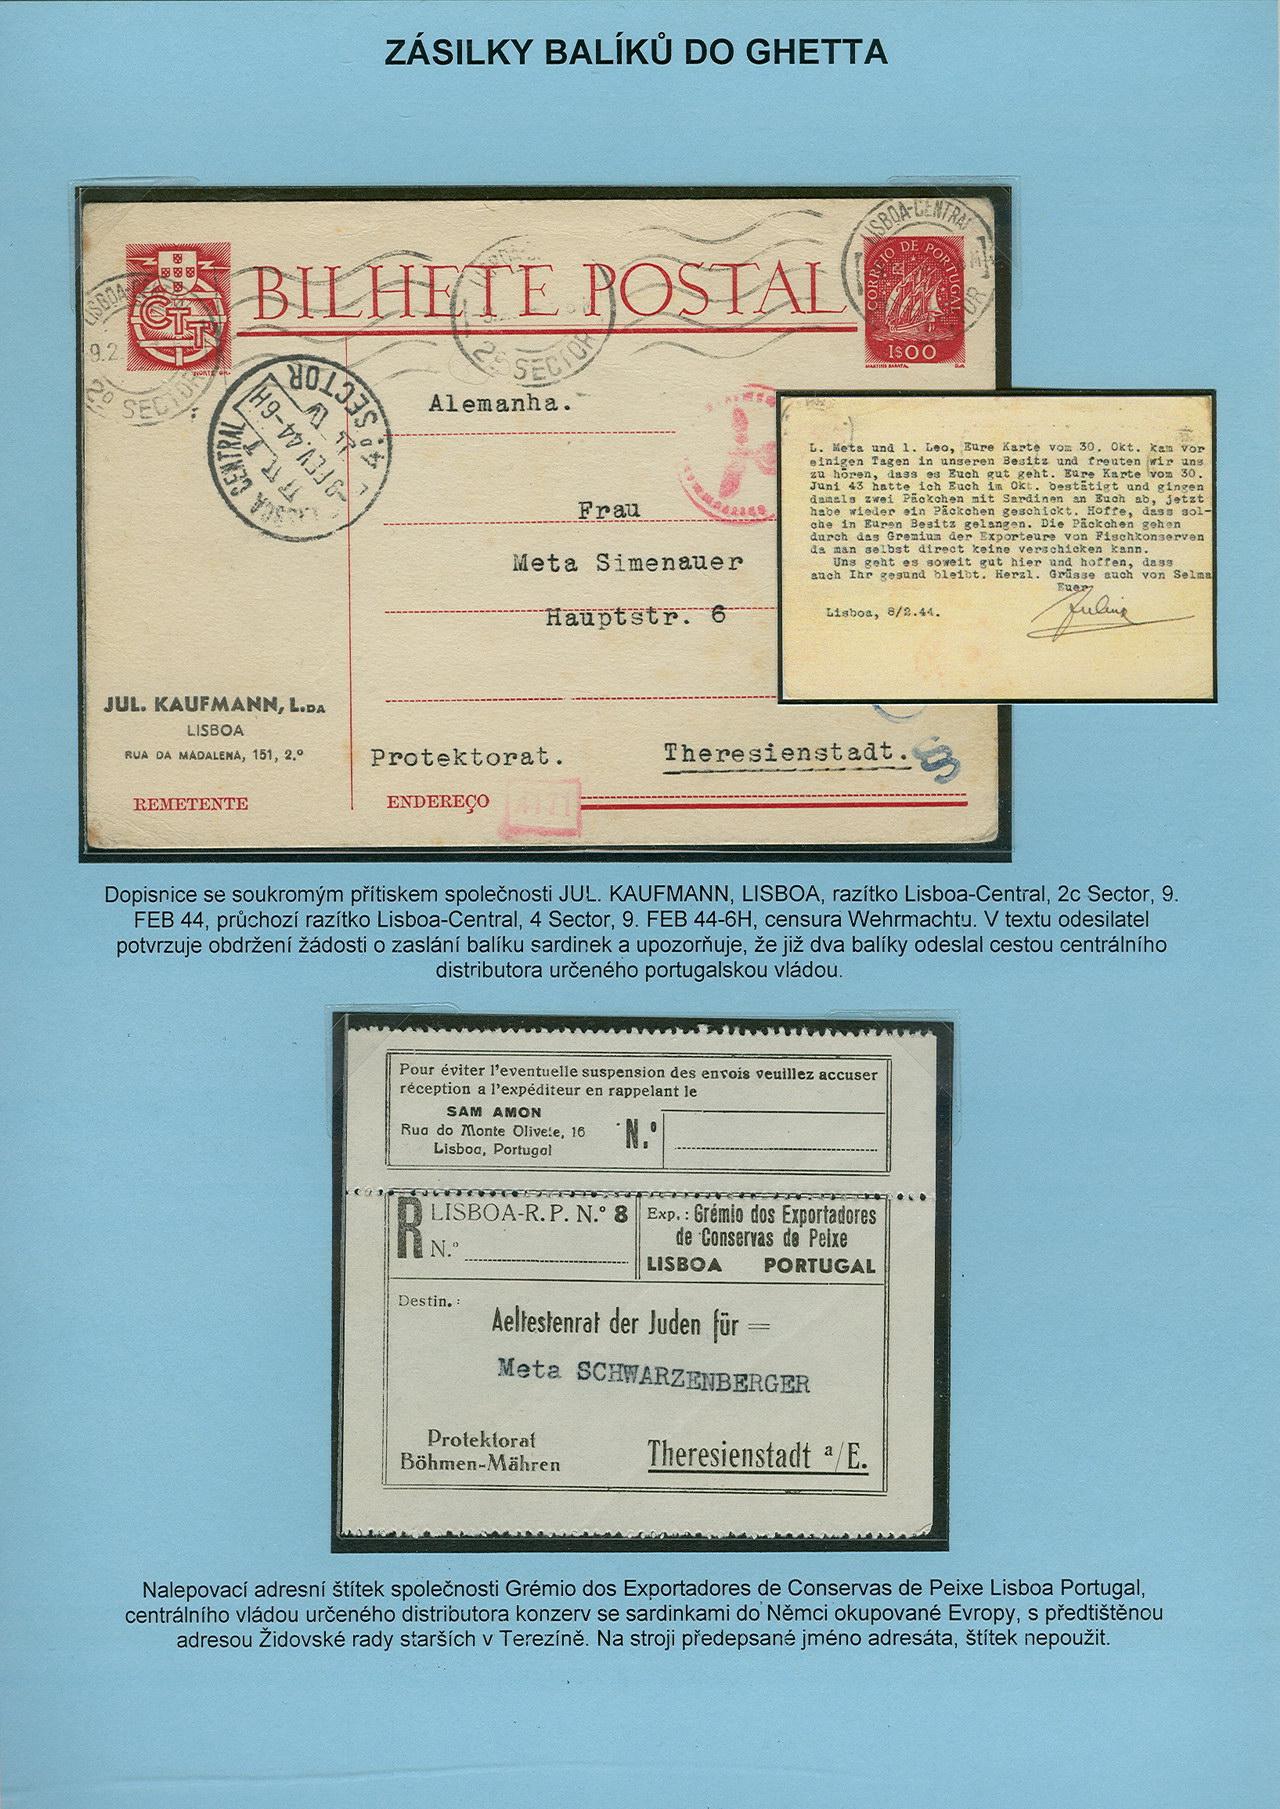 ZÁSILKY BALÍKŮ DO GHETTA
LISBOA-CENTRAL
CORREIO DE PORTUGAL
1$00
CTT
BILHETE POSTAL
2º SECTOR
2º SECTOR
LISBOA CENTRAL
-9 FEV. 44-6H
4º SECTOR
Alemanha.
Frau
Meta Simenauer
Hauptstr. 6
JUL. KAUFMANN, L.DA
LISBOA
RUA DA MADALENA, 151, 2.º
Protektorat. Theresienstadt.
REMETENTE
ENDEREÇO
L. Meta und l. Leo, Eure Karte vom 30. Okt. kam vor
einigen Tagen in unseren Besitz und freuten wir uns
zu hören, dass es Euch gut geht. Eure Karte vom 30.
Juni 43 hatte ich Euch im Okt. bestätigt und gingen
damals zwei Päckchen mit Sardinen an Euch ab, jetzt
habe wieder ein Päckchen geschickt. Hoffe, dass sol-
che in Euren Besitz gelangen. Die Päckchen gehen
durch das Gremium der Exporteure von Fischkonserven
da man selbst direct keine verschicken kann.
Uns geht es soweit gut hier und hoffen, dass
auch Ihr gesund bleibt. Herzl. Grüsse auch von Selma
Euer
Lisboa, 8/2.44.
Dopisnice se soukromým přítiskem společnosti JUL. KAUFMANN, LISBOA, razítko Lisboa-Central, 2c Sector, 9.
FEB 44, průchozí razítko Lisboa-Central, 4 Sector, 9. FEB 44-6H, censura Wehrmachtu. V textu odesilatel
potvrzuje obdržení žádosti o zaslání balíku sardinek a upozorňuje, že již dva balíky odeslal cestou centrálního
distributora určeného portugalskou vládou.
Pour éviter l'eventuelle suspension des envois veuillez accuser
réception a l'expéditeur en rappelant le
SAM AMON
Rua do Monte Olivete, 16
Lisboa, Portugal
N.º
R LISBOA-R.P. N.º 8
N.º
Exp.: Grémio dos Exportadores
de Conservas de Peixe
LISBOA PORTUGAL
Destin.:
Aeltestenrat der Juden für =
Meta SCHWARZENBERGER
Protektorat
Böhmen-Mähren
Theresienstadt a/E.
Nalepovací adresní štítek společnosti Grémio dos Exportadores de Conservas de Peixe Lisboa Portugal,
centrálního vládou určeného distributora konzerv se sardinkami do Němci okupované Evropy, s předtištěnou
adresou Židovské rady starších v Terezíně. Na stroji předepsané jméno adresáta, štítek nepoužit.